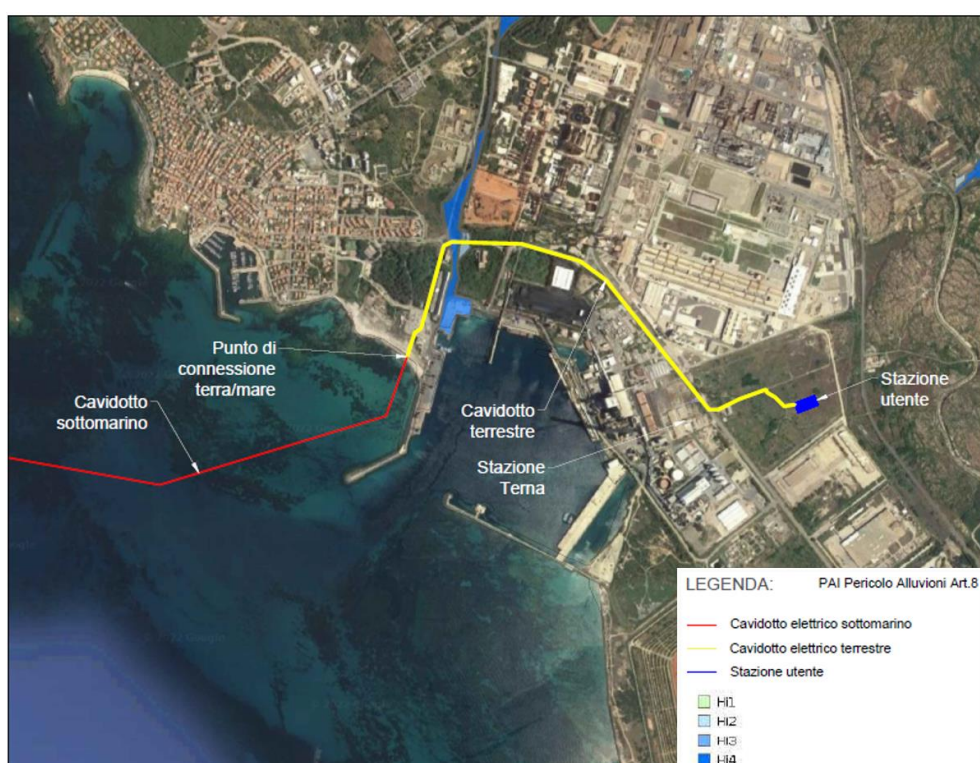 Punto di
connessione
terra/mare
Cavidotto
sottomarino
Cavidotto
terrestre
Stazione
Terna
Stazione
utente
LEGENDA: PAI Pericolo Alluvioni Art.8
Cavidotto elettrico sottomarino
Cavidotto elettrico terrestre
Stazione utente
Hi1
Hi2
Hi3
Hi4